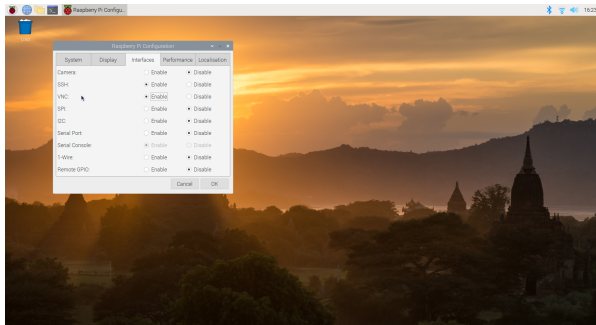 Raspberry Pi Configu..
16:23
Raspberry Pi Configuration
System Display Interfaces Performance Localisation
Camera: Enable Disable
SSH: Enable Disable
VNC: Enable Disable
SPI: Enable Disable
I2C: Enable Disable
Serial Port: Enable Disable
Serial Console: Enable Disable
1-Wire: Enable Disable
Remote GPIO: Enable Disable
Cancel OK